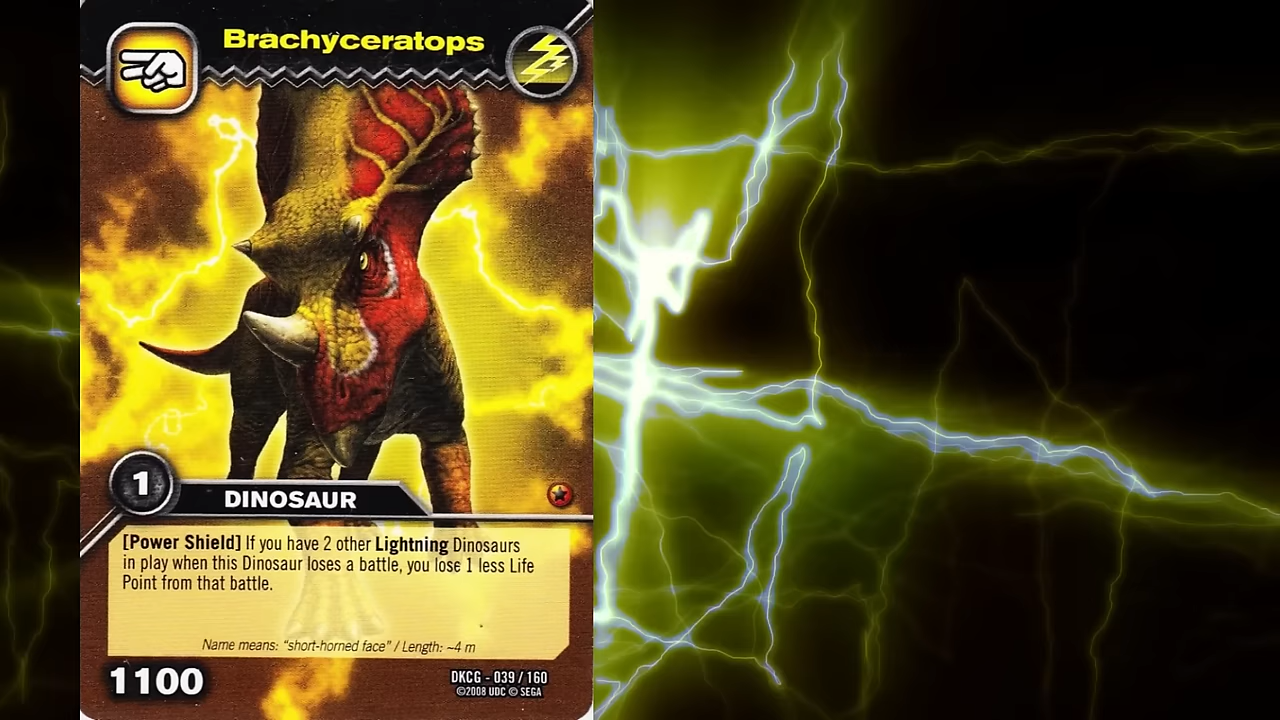 Brachyceratops
1
DINOSAUR
[Power Shield] If you have 2 other Lightning Dinosaurs
in play when this Dinosaur loses a battle, you lose 1 less Life
Point from that battle.
Name means: "short-horned face" / Length: ~4 m
1100
DKCG - 039 / 160
©2008 UDC © SEGA